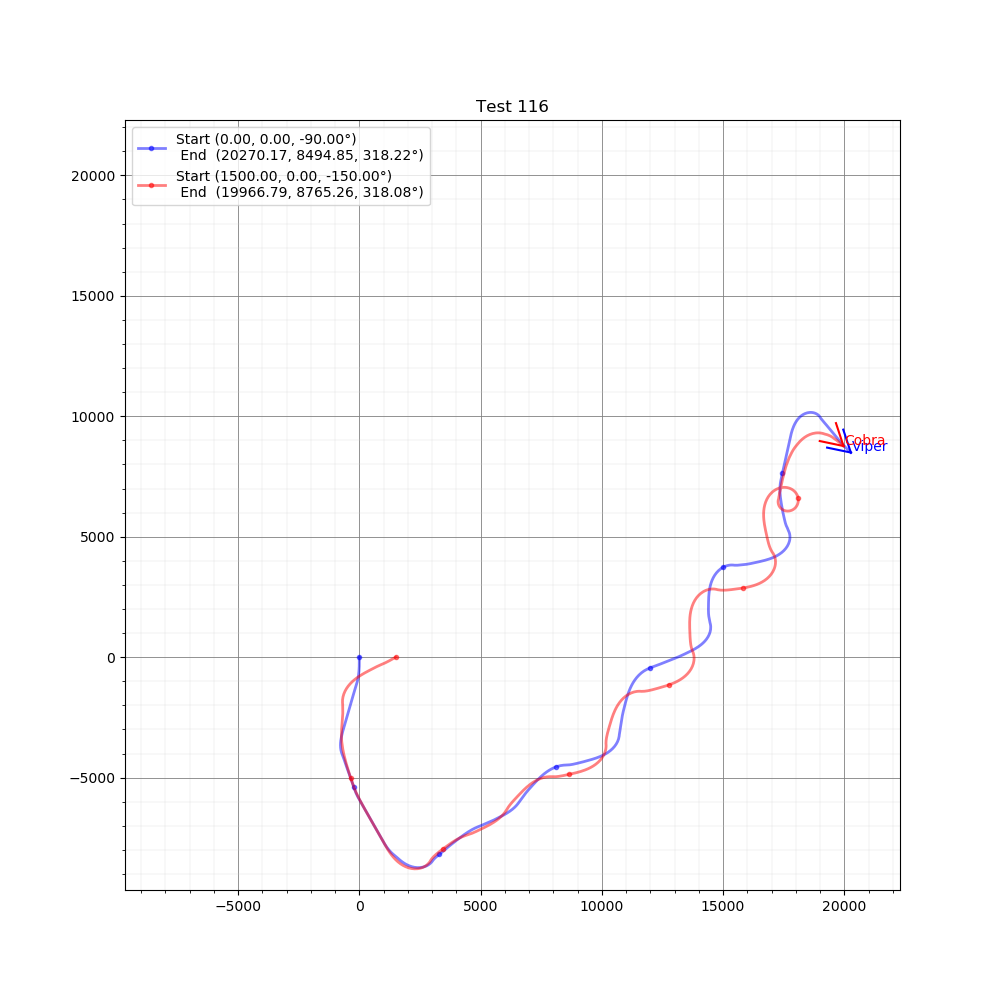 Test 116
Start (0.00, 0.00, -90.00°)
End (20270.17, 8494.85, 318.22°)
Start (1500.00, 0.00, -150.00°)
End (19966.79, 8765.26, 318.08°)
20000
15000
10000
Cobra
Viper
5000
0
−5000
−5000 0 5000 10000 15000 20000